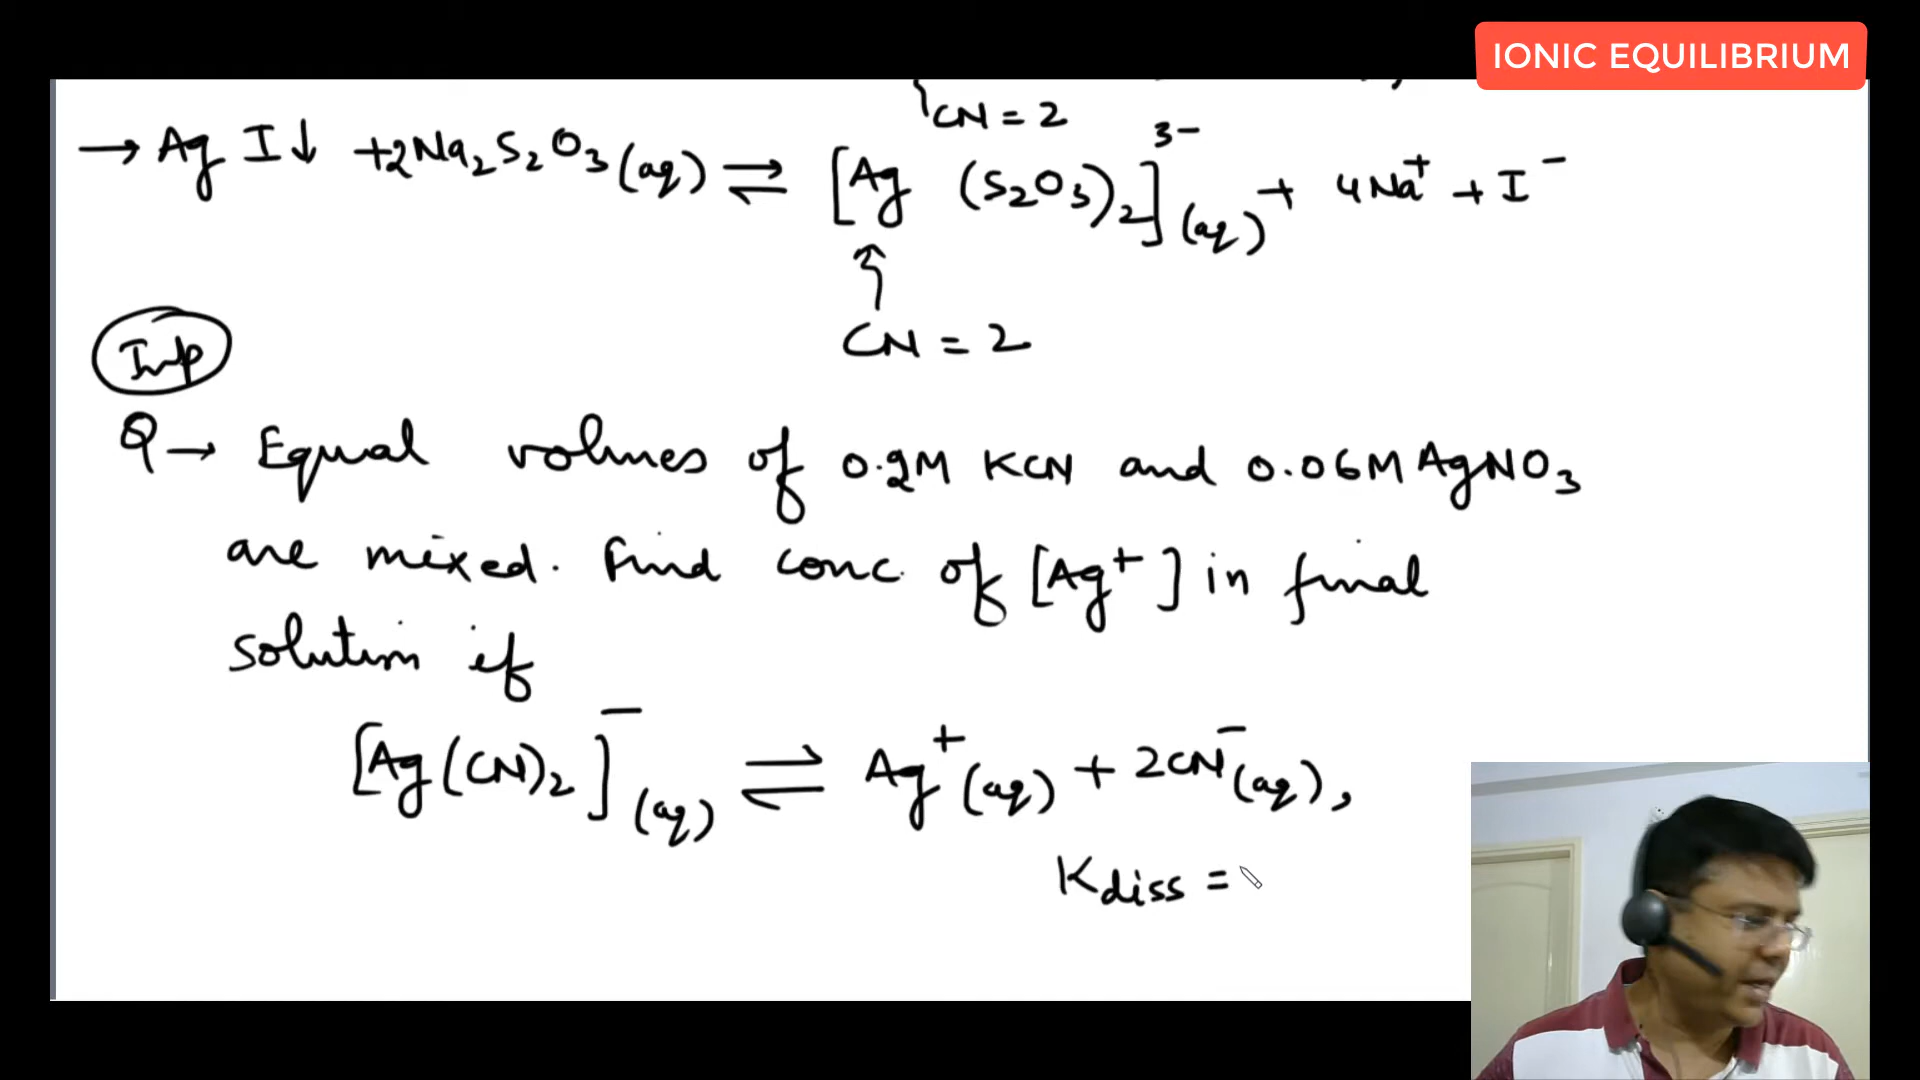 IONIC EQUILIBRIUM
CN = 2
→ AgI↓ + 2Na₂S₂O₃(aq) ⇌ [Ag (S₂O₃)₂]³⁻(aq) + 4Na⁺ + I⁻
CN = 2
Imp
Q → Equal volumes of 0.2M KCN and 0.06M AgNO₃
are mixed. Find conc. of [Ag⁺] in final
solution if
[Ag(CN)₂]⁻(aq) ⇌ Ag⁺(aq) + 2CN⁻(aq),
Kdiss =